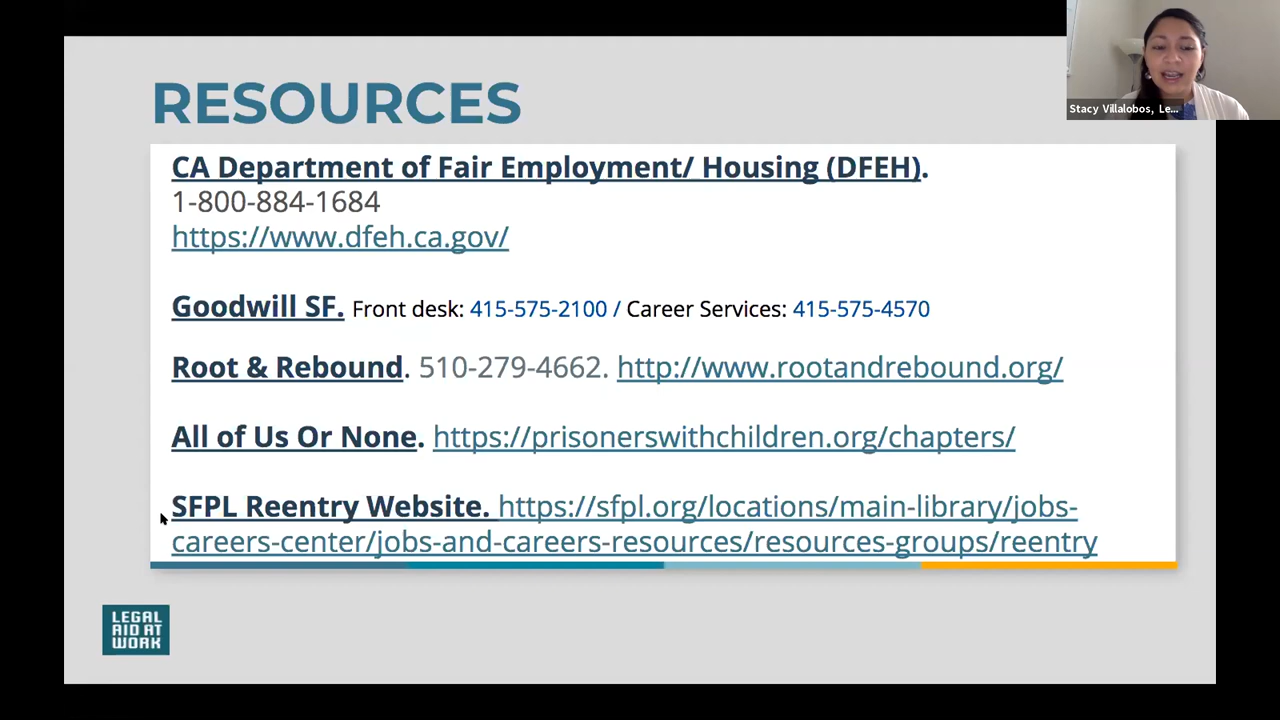 RESOURCES
Stacy Villalobos, Le...
CA Department of Fair Employment/ Housing (DFEH).
1-800-884-1684
https://www.dfeh.ca.gov/
Goodwill SF. Front desk: 415-575-2100 / Career Services: 415-575-4570
Root & Rebound. 510-279-4662. http://www.rootandrebound.org/
All of Us Or None. https://prisonerswithchildren.org/chapters/
SFPL Reentry Website. https://sfpl.org/locations/main-library/jobs-
careers-center/jobs-and-careers-resources/resources-groups/reentry
LEGAL
AID AT
WORK